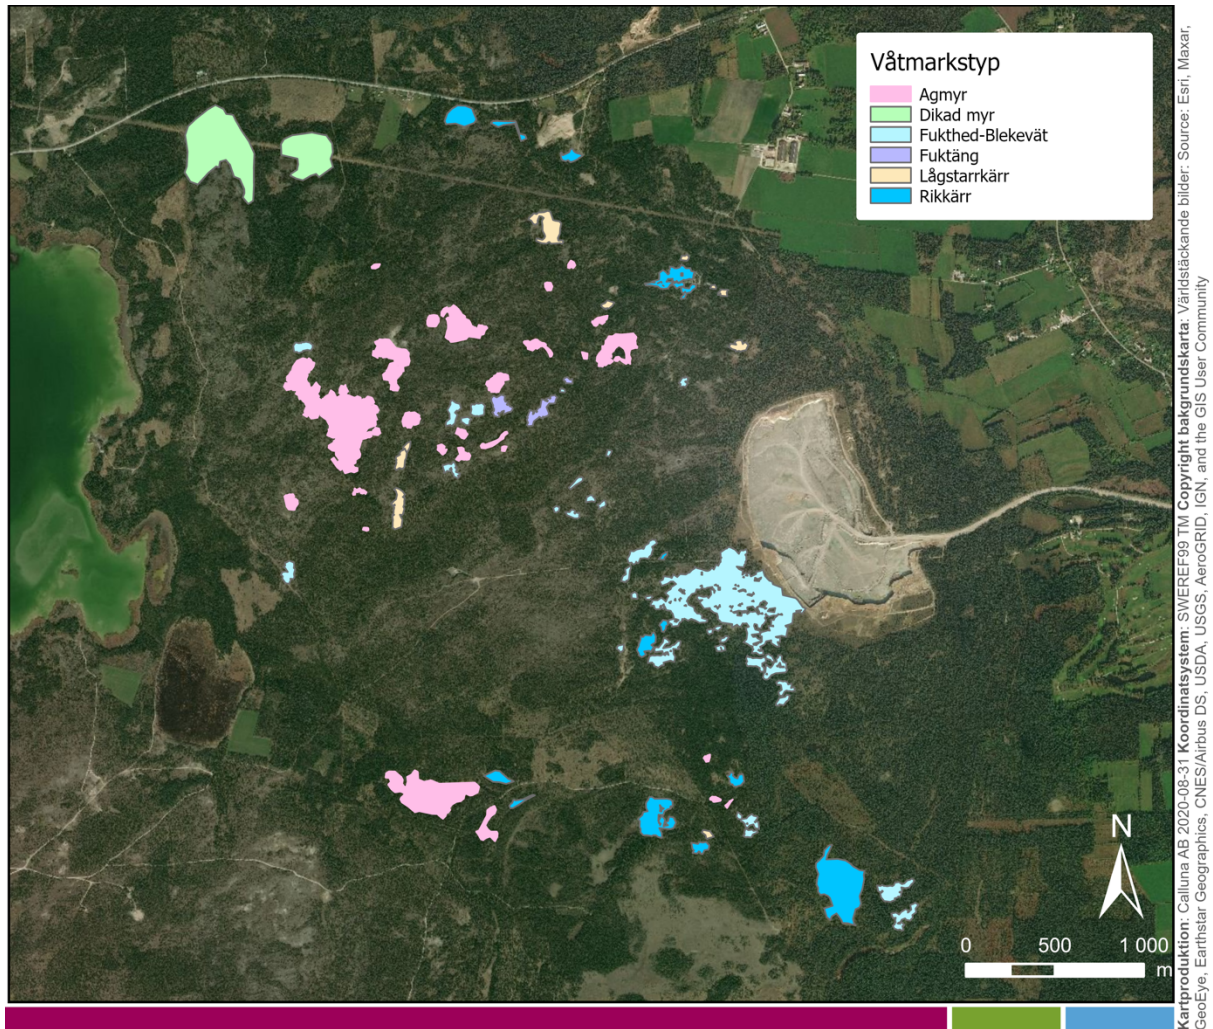 Våtmarkstyp
Agmyr
Dikad myr
Fukthed-Blekevät
Fuktäng
Lågstarrkärr
Rikkärr
N
0 500 1 000
m
Kartproduktion: Calluna AB 2020-08-31 Koordinatsystem: SWEREF99 TM Copyright bakgrundskarta: Världstäckande bilder: Source: Esri, Maxar,
GeoEye, Earthstar Geographics, CNES/Airbus DS, USDA, USGS, AeroGRID, IGN, and the GIS User Community